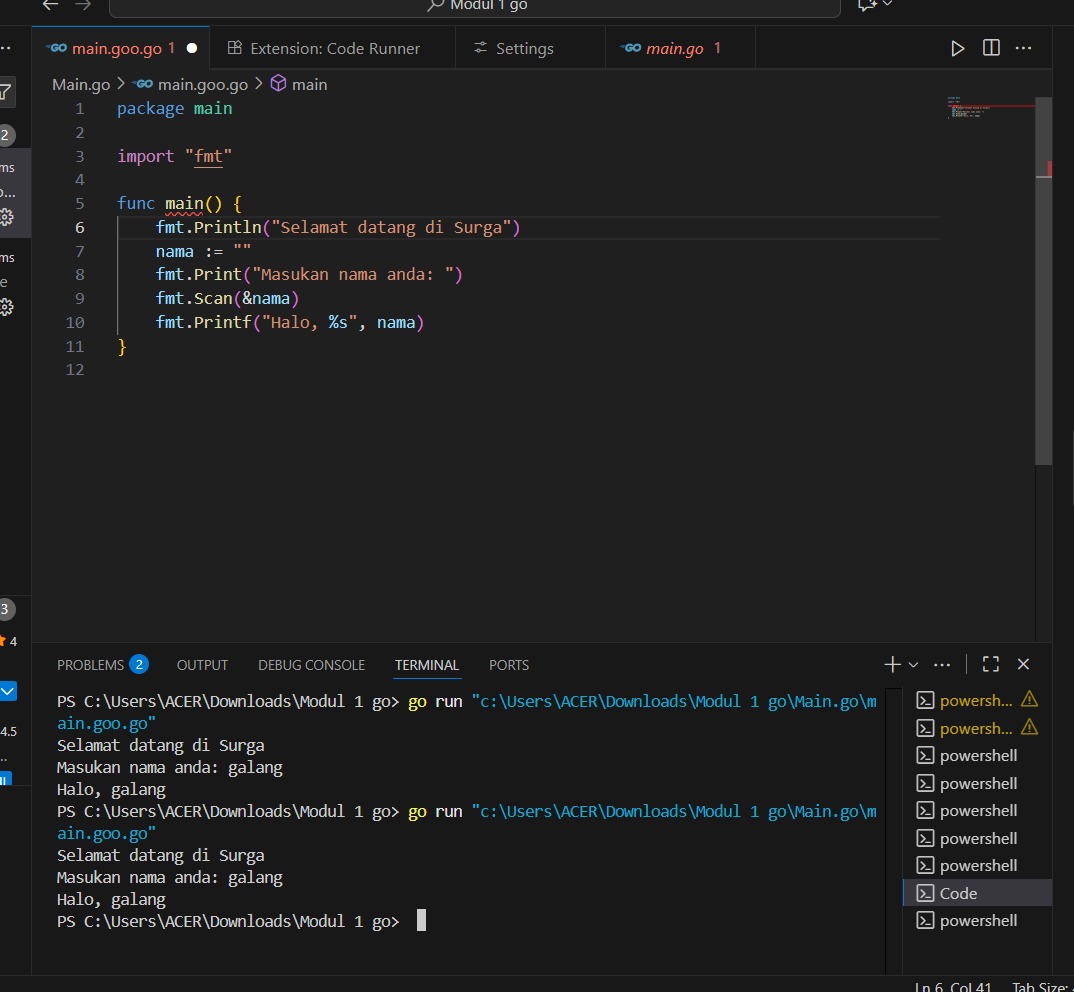 Modul 1 go
main.goo.go 1
Extension: Code Runner
Settings
main.go 1
Main.go > main.goo.go > main
1 package main
2
3 import "fmt"
4
5 func main() {
6 fmt.Println("Selamat datang di Surga")
7 nama := ""
8 fmt.Print("Masukan nama anda: ")
9 fmt.Scan(&nama)
10 fmt.Printf("Halo, %s", nama)
11 }
12
2
ms
o...
ms
e
3
4
4.5
PROBLEMS 2 OUTPUT DEBUG CONSOLE TERMINAL PORTS
PS C:\Users\ACER\Downloads\Modul 1 go> go run "c:\Users\ACER\Downloads\Modul 1 go\Main.go\m
ain.goo.go"
Selamat datang di Surga
Masukan nama anda: galang
Halo, galang
PS C:\Users\ACER\Downloads\Modul 1 go> go run "c:\Users\ACER\Downloads\Modul 1 go\Main.go\m
ain.goo.go"
Selamat datang di Surga
Masukan nama anda: galang
Halo, galang
PS C:\Users\ACER\Downloads\Modul 1 go>
powersh...
powersh...
powershell
powershell
powershell
powershell
powershell
Code
powershell
Ln 6, Col 41 Tab Size: